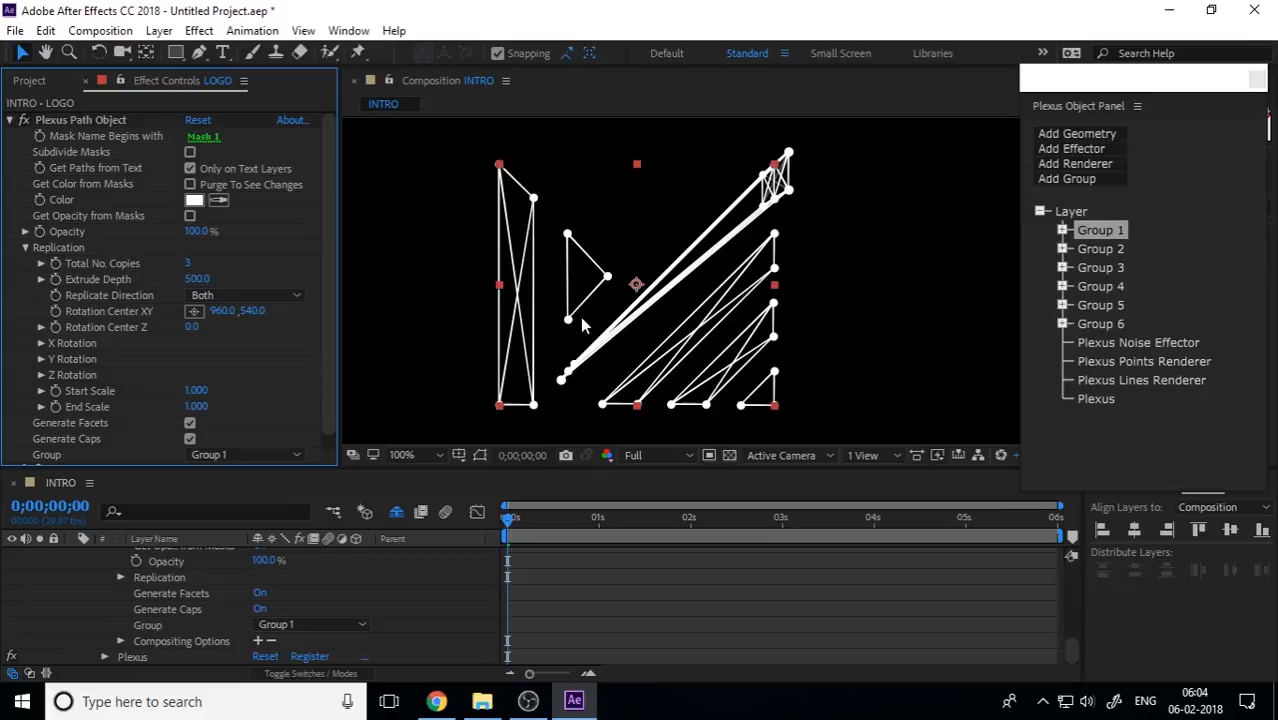 Adobe After Effects CC 2018 - Untitled Project.aep *
File Edit Composition Layer Effect Animation View Window Help
Snapping Default Standard Small Screen Libraries Search Help
Project Effect Controls LOGO Composition INTRO
INTRO - LOGO
INTRO
Plexus Path Object Reset About...
Mask Name Begins with Mask 1
Subdivide Masks
Get Paths from Text Only on Text Layers
Get Color from Masks Purge To See Changes
Color
Get Opacity from Masks
Opacity 100.0 %
Replication
Total No. Copies 3
Extrude Depth 500.0
Replicate Direction Both
Rotation Center XY 960.0 ,540.0
Rotation Center Z 0.0
X Rotation
Y Rotation
Z Rotation
Start Scale 1.000
End Scale 1.000
Generate Facets
Generate Caps
Group Group 1
100% 0;00;00;00 Full Active Camera 1 View
Plexus Object Panel
Add Geometry
Add Effector
Add Renderer
Add Group
Layer
Group 1
Group 2
Group 3
Group 4
Group 5
Group 6
Plexus Noise Effector
Plexus Points Renderer
Plexus Lines Renderer
Plexus
INTRO
0;00;00;00
00000 (29.97 fps)
01s 02s 03s 04s 05s 06s
# Layer Name Parent
Opacity 100.0 %
Replication
Generate Facets On
Generate Caps On
Group Group 1
Compositing Options
Plexus Reset Register ...
Toggle Switches / Modes
Align Layers to: Composition
Distribute Layers:
Type here to search
ENG
06:04
06-02-2018